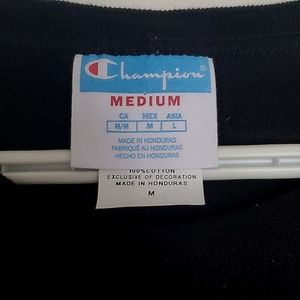 Champion
MEDIUM
CA MEX ASIA
M/M M L
MADE IN HONDURAS
FABRIQUÉ AU HONDURAS
HECHO EN HONDURAS
100%COTTON
EXCLUSIVE OF DECORATION
MADE IN HONDURAS
M